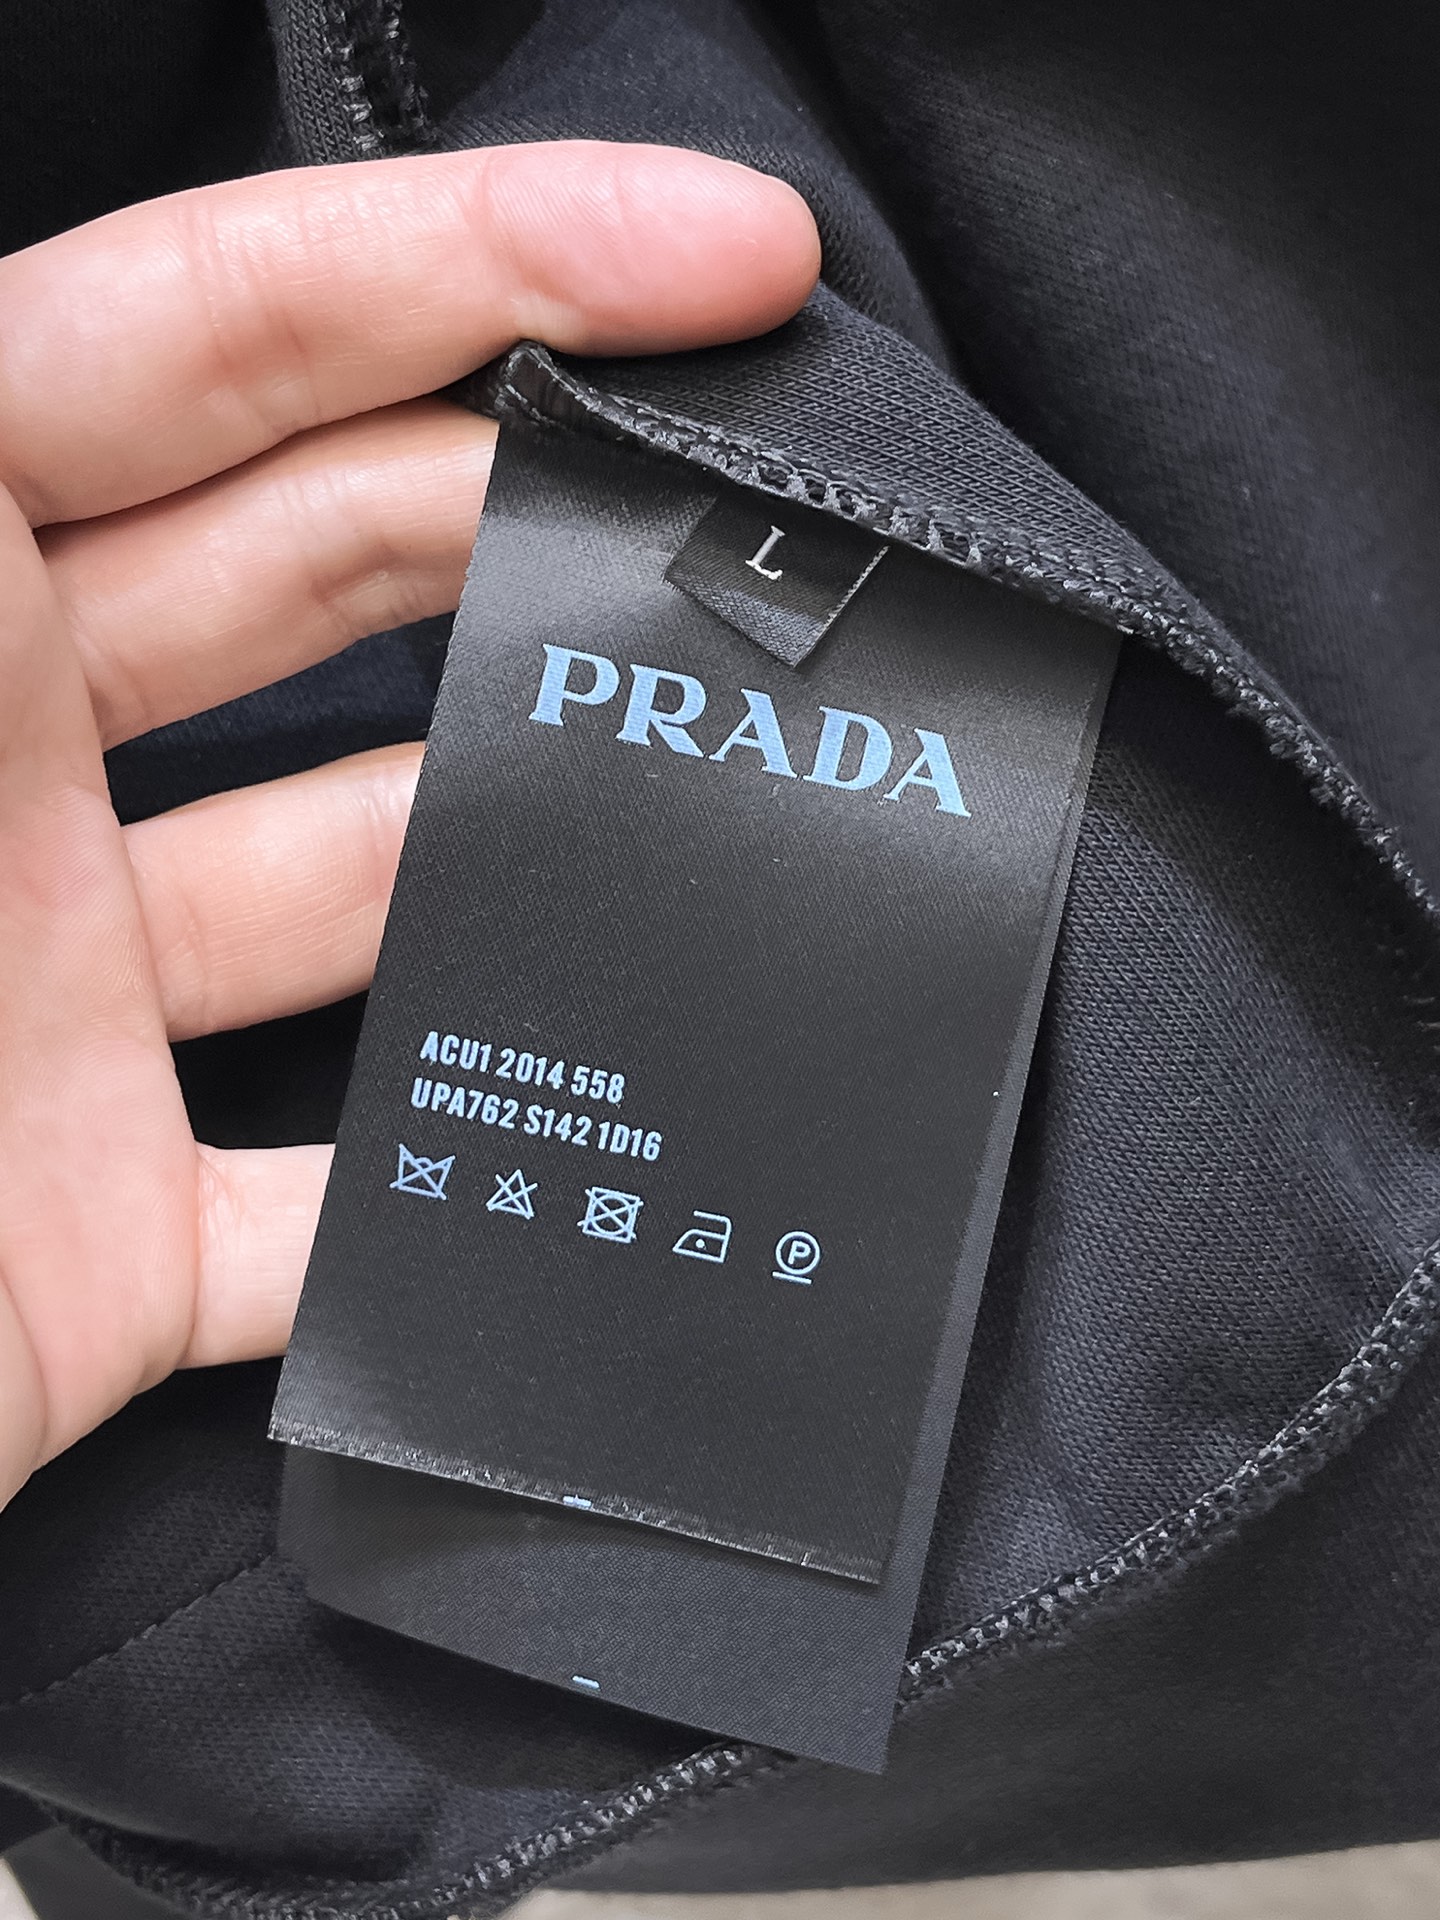 L
PRADA
ACU1 2014 558
UPA762 S142 1D16
P